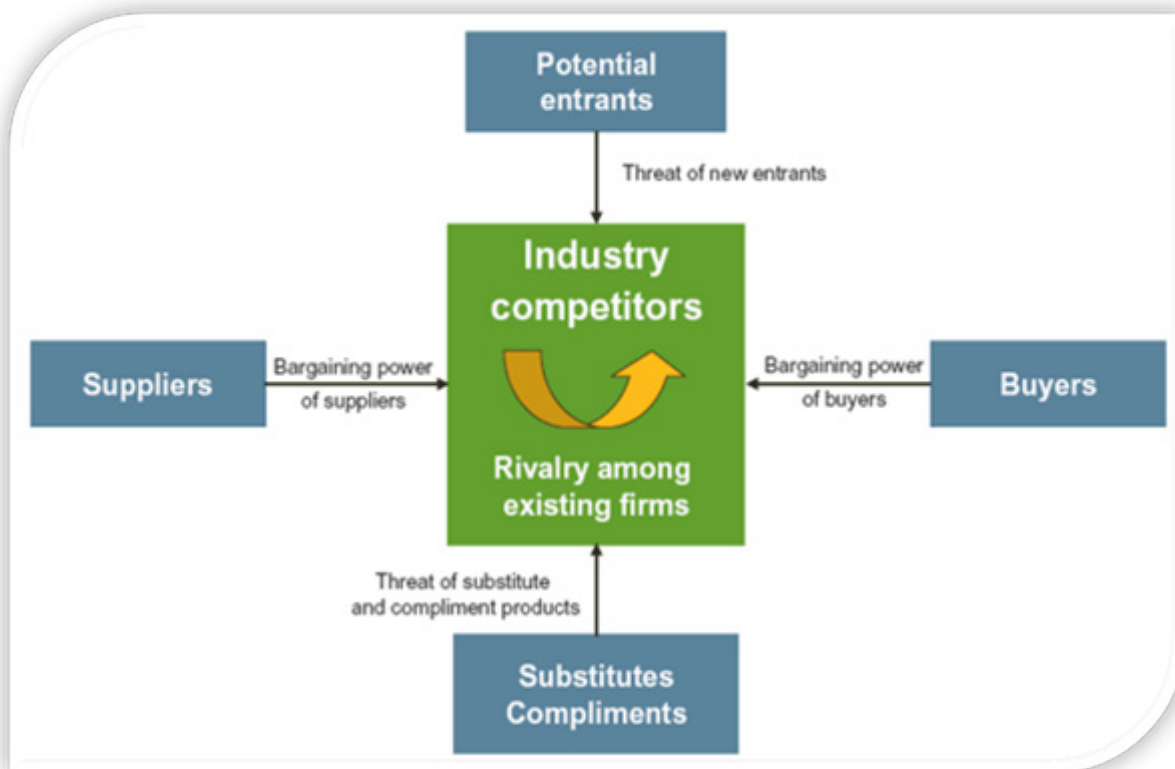 Potential
entrants
Threat of new entrants
Industry
competitors
Suppliers
Bargaining power
of suppliers
Bargaining power
of buyers
Buyers
Rivalry among
existing firms
Threat of substitute
and compliment products
Substitutes
Compliments